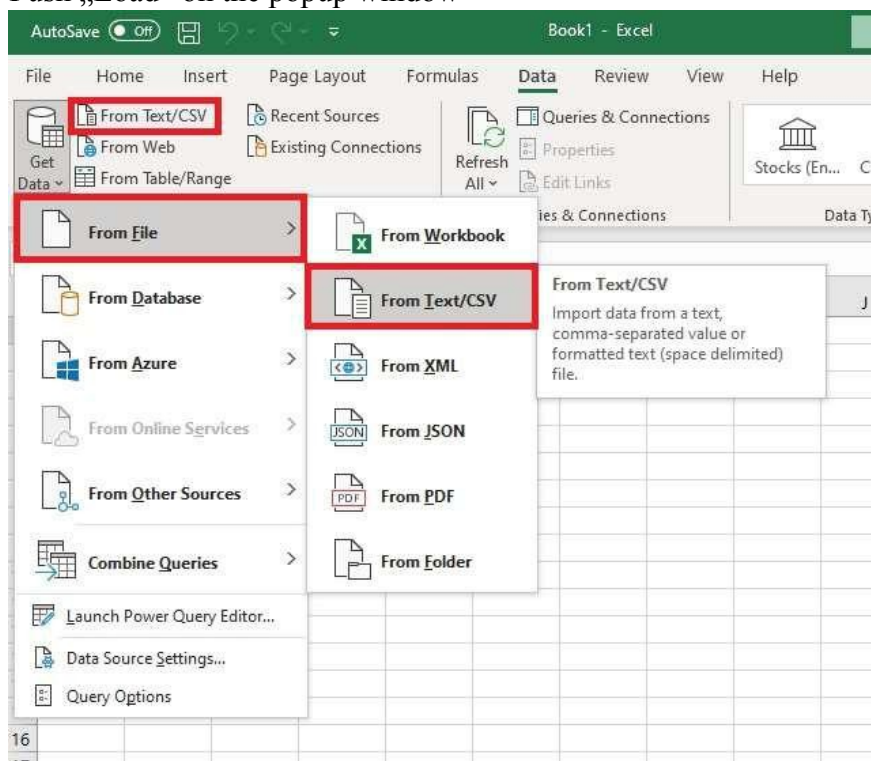 Push „Load“ on the popup window
AutoSave Off Book1 - Excel
File Home Insert Page Layout Formulas Data Review View Help
From Text/CSV Recent Sources Queries & Connections
From Web Existing Connections Properties
From Table/Range Edit Links
Get Data Refresh All Stocks (En...
ies & Connections Data Ty
From File
From Database
From Azure
From Online Services
From Other Sources
Combine Queries
Launch Power Query Editor...
Data Source Settings...
Query Options
From Workbook
From Text/CSV
From XML
JSON From JSON
PDF From PDF
From Folder
From Text/CSV
Import data from a text,
comma-separated value or
formatted text (space delimited)
file.
J
16